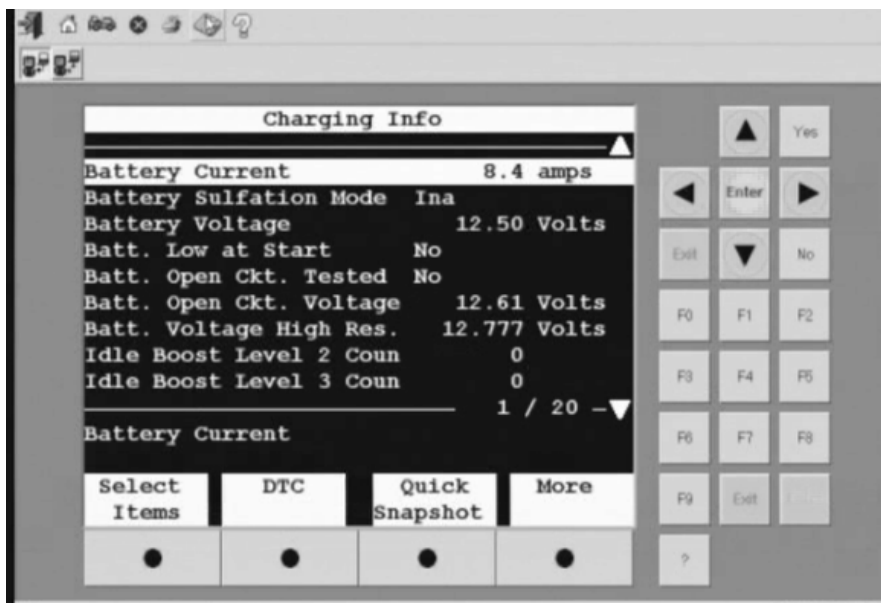 Charging Info
Battery Current 8.4 amps
Battery Sulfation Mode Ina
Battery Voltage 12.50 Volts
Batt. Low at Start No
Batt. Open Ckt. Tested No
Batt. Open Ckt. Voltage 12.61 Volts
Batt. Voltage High Res. 12.777 Volts
Idle Boost Level 2 Coun 0
Idle Boost Level 3 Coun 0
1 / 20
Battery Current
Select Items
DTC
Quick Snapshot
More
Yes
Enter
Exit
No
F0 F1 F2
F3 F4 F5
F6 F7 F8
F9 Exit
?